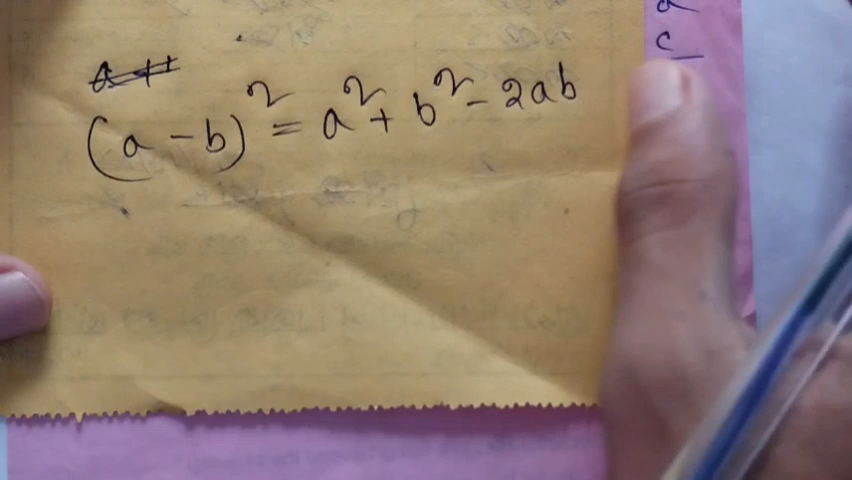 (a - b)² = a² + b² - 2ab
a
c